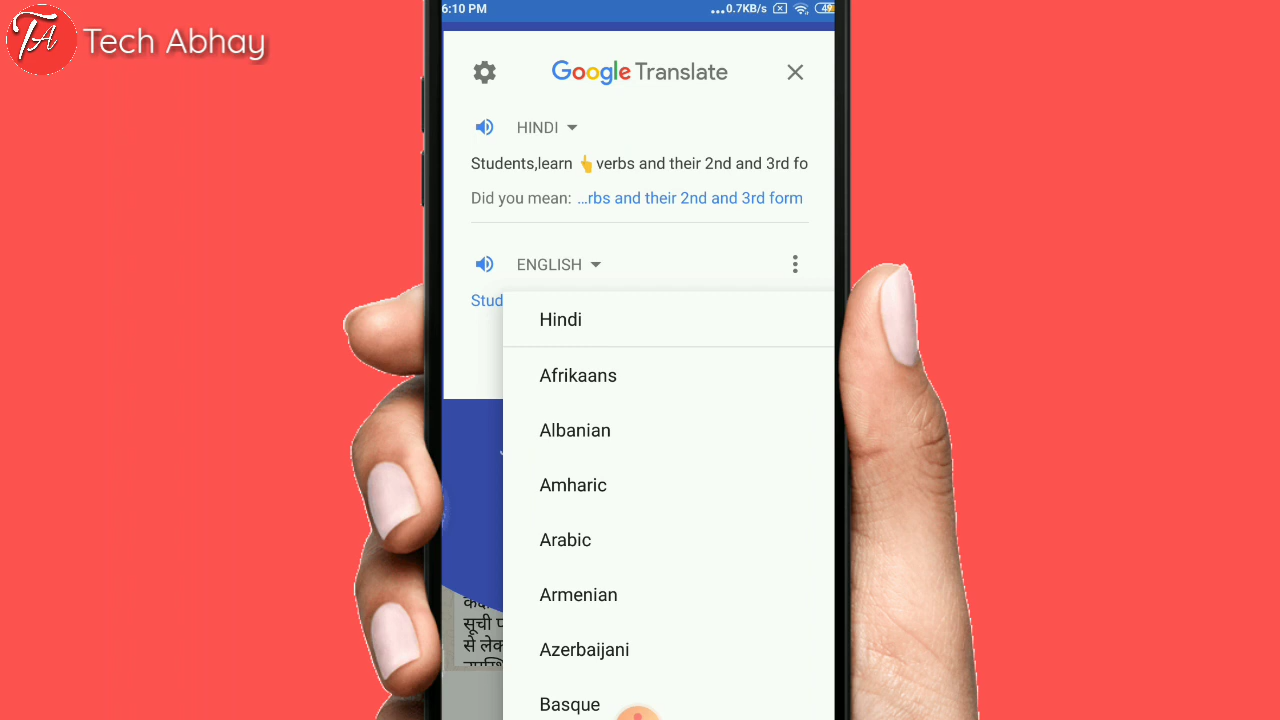 TA Tech Abhay
6:10 PM ...0.7KB/s 49
Google Translate
HINDI
Students,learn 👆verbs and their 2nd and 3rd fo
Did you mean: ...rbs and their 2nd and 3rd form
ENGLISH
Stud
Hindi
Afrikaans
Albanian
Amharic
Arabic
Armenian
Azerbaijani
Basque
सूची
से लेक